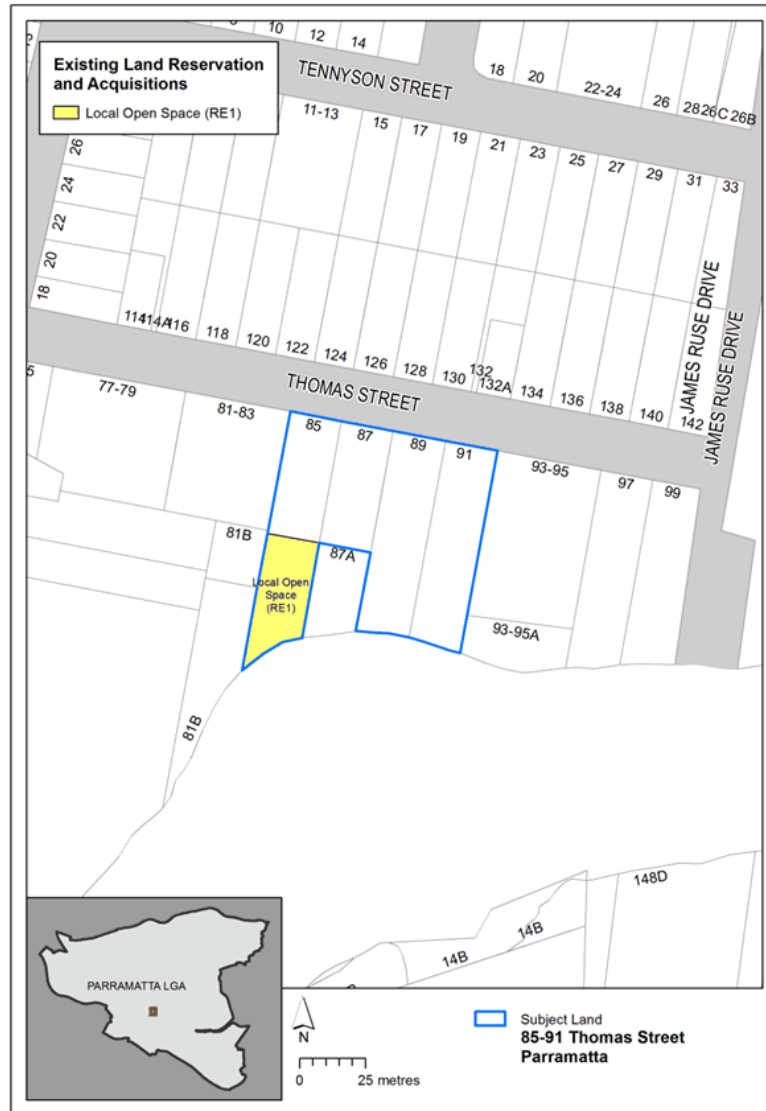 8
10
12
14
18
20
22-24
26
28
26C
26B
Existing Land Reservation
and Acquisitions
Local Open Space (RE1)
TENNYSON STREET
11-13
15
17
19
21
23
25
27
29
31
33
26
24
22
20
18
JAMES RUSE DRIVE
JAMES RUSE DRIVE
114
114A
116
118
120
122
124
126
128
130
132
132A
134
136
138
140
142
THOMAS STREET
77-79
81-83
85
87
89
91
93-95
97
99
81B
87A
Local Open
Space
(RE1)
93-95A
81B
148D
14B
14B
PARRAMATTA LGA
N
0
25 metres
Subject Land
85-91 Thomas Street
Parramatta